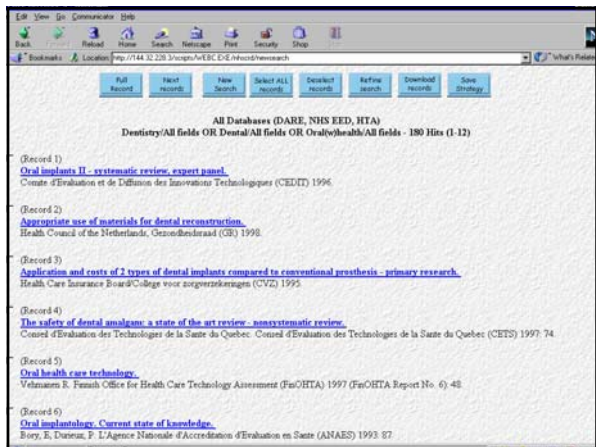 Edit View Go Communicator Help
Back Reload Home Search Netscape Print Security Shop
Bookmarks Location: http://144.32.228.3/scripts/WEBC.EXE/nhscrd/newsearch What's Relate
Full Record Next records New Search Select ALL records Deselect records Refine search Download records Save Strategy
All Databases (DARE, NHS EED, HTA)
Dentistry/All fields OR Dental/All fields OR Oral(w)health/All fields - 180 Hits (1-12)
(Record 1)
Oral implants II - systematic review, expert panel.
Comite d'Evaluation et de Diffusion des Innovations Technologiques (CEDIT) 1996.
(Record 2)
Appropriate use of materials for dental reconstruction.
Health Council of the Netherlands, Gezondheidsraad (GR) 1998.
(Record 3)
Application and costs of 2 types of dental implants compared to conventional prosthesis - primary research.
Health Care Insurance Board/College voor zorgverzekeringen (CVZ) 1995.
(Record 4)
The safety of dental amalgam: a state of the art review - nonsystematic review.
Conseil d'Evaluation des Technologies de la Sante du Quebec. Conseil d'Evaluation des Technologies de la Sante du Quebec (CETS) 1997: 74.
(Record 5)
Oral health care technology.
Vehmanen R. Finnish Office for Health Care Technology Assessment (FinOHTA) 1997 (FinOHTA Report No. 6): 48.
(Record 6)
Oral implantology. Current state of knowledge.
Bory, E, Durieux, P. L'Agence Nationale d'Accreditation d'Evaluation en Sante (ANAES) 1993: 87.